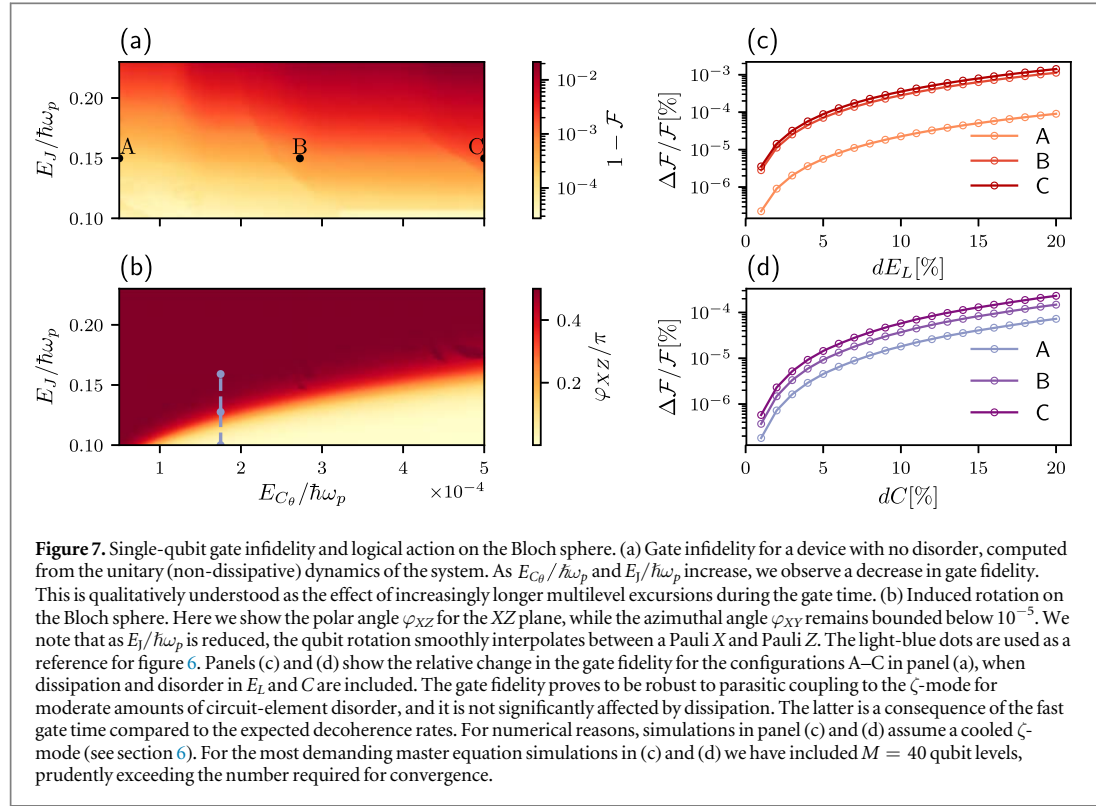 (a)
E_J/ħω_p
0.20
0.15
0.10
A
B
C
10⁻²
10⁻³
10⁻⁴
1 − ℱ
(b)
E_J/ħω_p
0.20
0.15
0.10
1
2
3
4
5
E_{C_θ}/ħω_p
×10⁻⁴
0.4
0.2
φ_{XZ}/π
(c)
Δℱ/ℱ[%]
10⁻³
10⁻⁴
10⁻⁵
10⁻⁶
A
B
C
0
5
10
15
20
dE_L[%]
(d)
Δℱ/ℱ[%]
10⁻⁴
10⁻⁵
10⁻⁶
A
B
C
0
5
10
15
20
dC[%]
Figure 7. Single-qubit gate infidelity and logical action on the Bloch sphere. (a) Gate infidelity for a device with no disorder, computed
from the unitary (non-dissipative) dynamics of the system. As E_{Cθ}/ħω_p and E_J/ħω_p increase, we observe a decrease in gate fidelity.
This is qualitatively understood as the effect of increasingly longer multilevel excursions during the gate time. (b) Induced rotation on
the Bloch sphere. Here we show the polar angle φ_{XZ} for the XZ plane, while the azimuthal angle φ_{XY} remains bounded below 10⁻⁵. We
note that as E_J/ħω_p is reduced, the qubit rotation smoothly interpolates between a Pauli X and Pauli Z. The light-blue dots are used as a
reference for figure 6. Panels (c) and (d) show the relative change in the gate fidelity for the configurations A–C in panel (a), when
dissipation and disorder in E_L and C are included. The gate fidelity proves to be robust to parasitic coupling to the ζ-mode for
moderate amounts of circuit-element disorder, and it is not significantly affected by dissipation. The latter is a consequence of the fast
gate time compared to the expected decoherence rates. For numerical reasons, simulations in panel (c) and (d) assume a cooled ζ-
mode (see section 6). For the most demanding master equation simulations in (c) and (d) we have included M = 40 qubit levels,
prudently exceeding the number required for convergence.